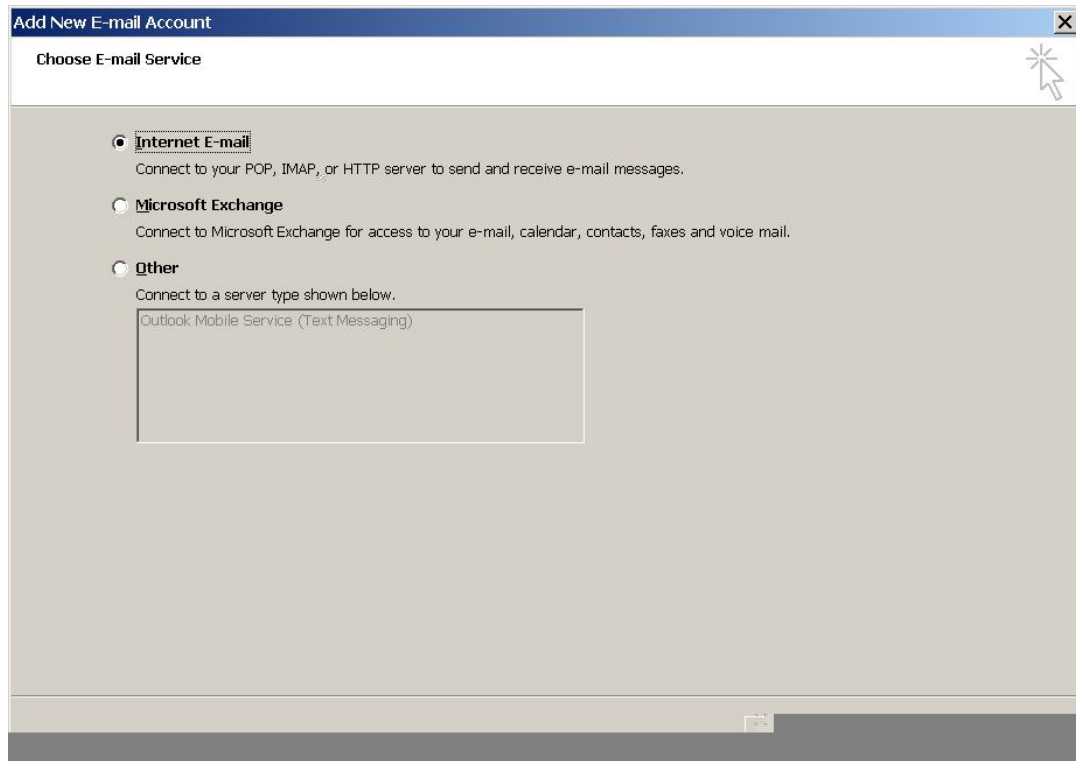 Add New E-mail Account
Choose E-mail Service
Internet E-mail
Connect to your POP, IMAP, or HTTP server to send and receive e-mail messages.
Microsoft Exchange
Connect to Microsoft Exchange for access to your e-mail, calendar, contacts, faxes and voice mail.
Other
Connect to a server type shown below.
Outlook Mobile Service (Text Messaging)